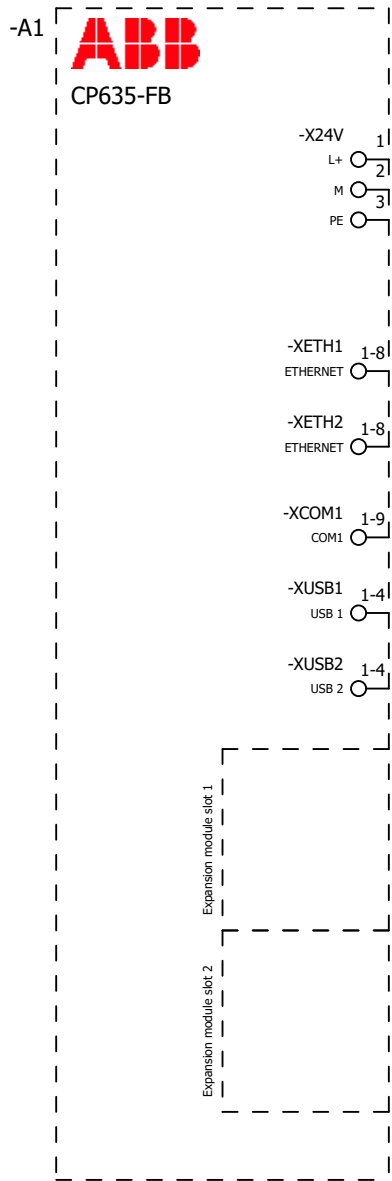 -A1
ABB
CP635-FB
-X24V 1
L+
2
M
3
PE
-XETH1 1-8
ETHERNET
-XETH2 1-8
ETHERNET
-XCOM1 1-9
COM1
-XUSB1 1-4
USB 1
-XUSB2 1-4
USB 2
Expansion module slot 1
Expansion module slot 2